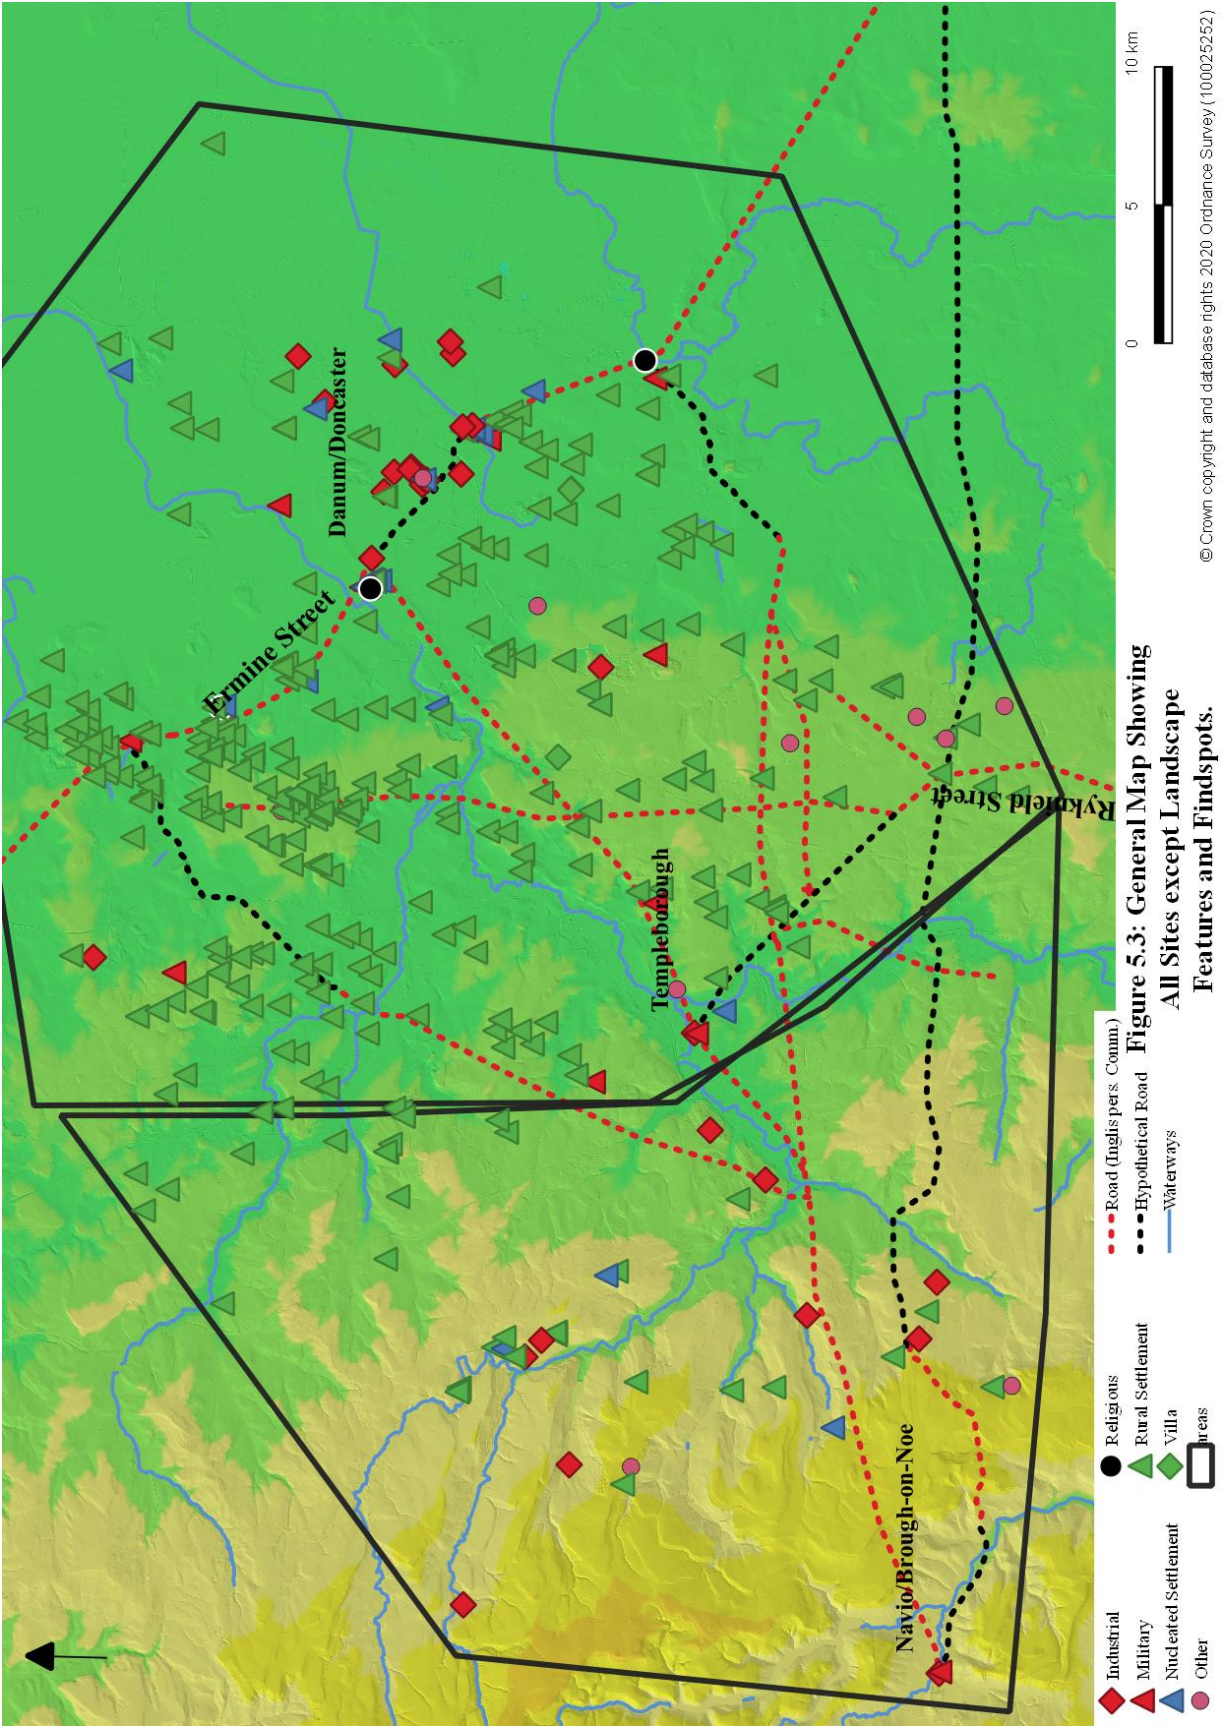 Ermine Street
Danum/Doncaster
Templeborough
Ryknield Street
Navio/Brough-on-Noe
Industrial
Military
Nucleated Settlement
Other
Religious
Rural Settlement
Villa
areas
Road (Inglis pers. Comm.)
Hypothetical Road
Waterways
Figure 5.3: General Map Showing
All Sites except Landscape
Features and Findspots.
0 5 10 km
© Crown copyright and database rights 2020 Ordnance Survey (100025252)